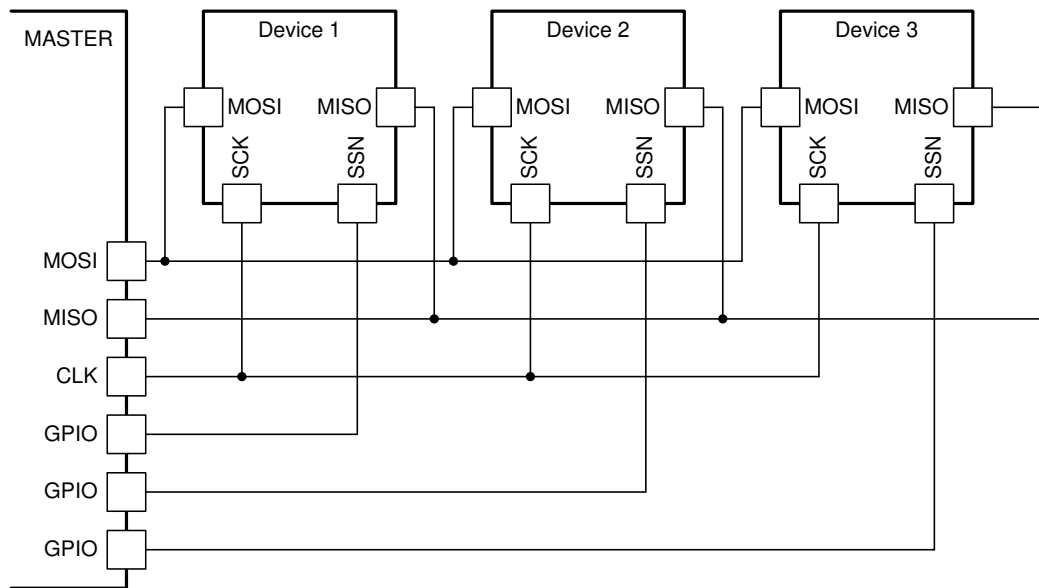 MASTER
Device 1
Device 2
Device 3
MOSI
MISO
MOSI
MISO
MOSI
MISO
SCK
SSN
SCK
SSN
SCK
SSN
MOSI
MISO
CLK
GPIO
GPIO
GPIO